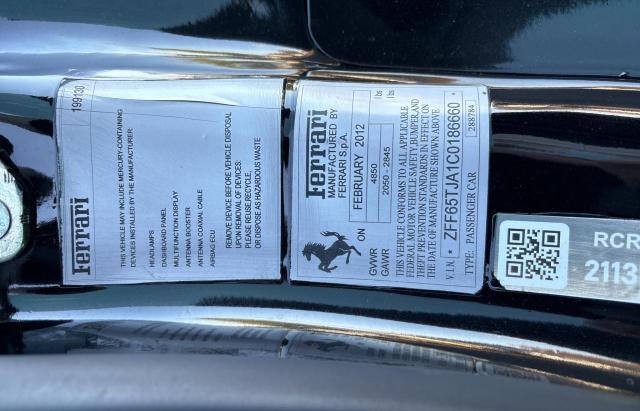 199130
Ferrari
THIS VEHICLE MAY INCLUDE MERCURY-CONTAINING
DEVICES INSTALLED BY THE MANUFACTURER:
HEADLAMPS
DASHBOARD PANEL
MULTIFUNCTION DISPLAY
ANTENNA BOOSTER
ANTENNA COAXIAL CABLE
AIRBAG ECU
REMOVE DEVICE BEFORE VEHICLE DISPOSAL
UPON REMOVAL OF DEVICES:
PLEASE REUSE,RECYCLE,
OR DISPOSE AS HAZARDOUS WASTE
Ferrari
MANUFACTURED BY
FERRARI S.p.A.
ON FEBRUARY 2012
lbs lbs
GVWR 4850
GAWR 2050 - 2845
THIS VEHICLE CONFORMS TO ALL APPLICABLE
FEDERAL MOTOR VEHICLE SAFETY, BUMPER, AND
THEFT PREVENTION STANDARDS IN EFFECT ON
THE DATE OF MANUFACTURE SHOWN ABOVE
V.I.N. * ZFF65TJA1C0186660 *
TYPE: PASSENGER CAR 288784
RCR
2113